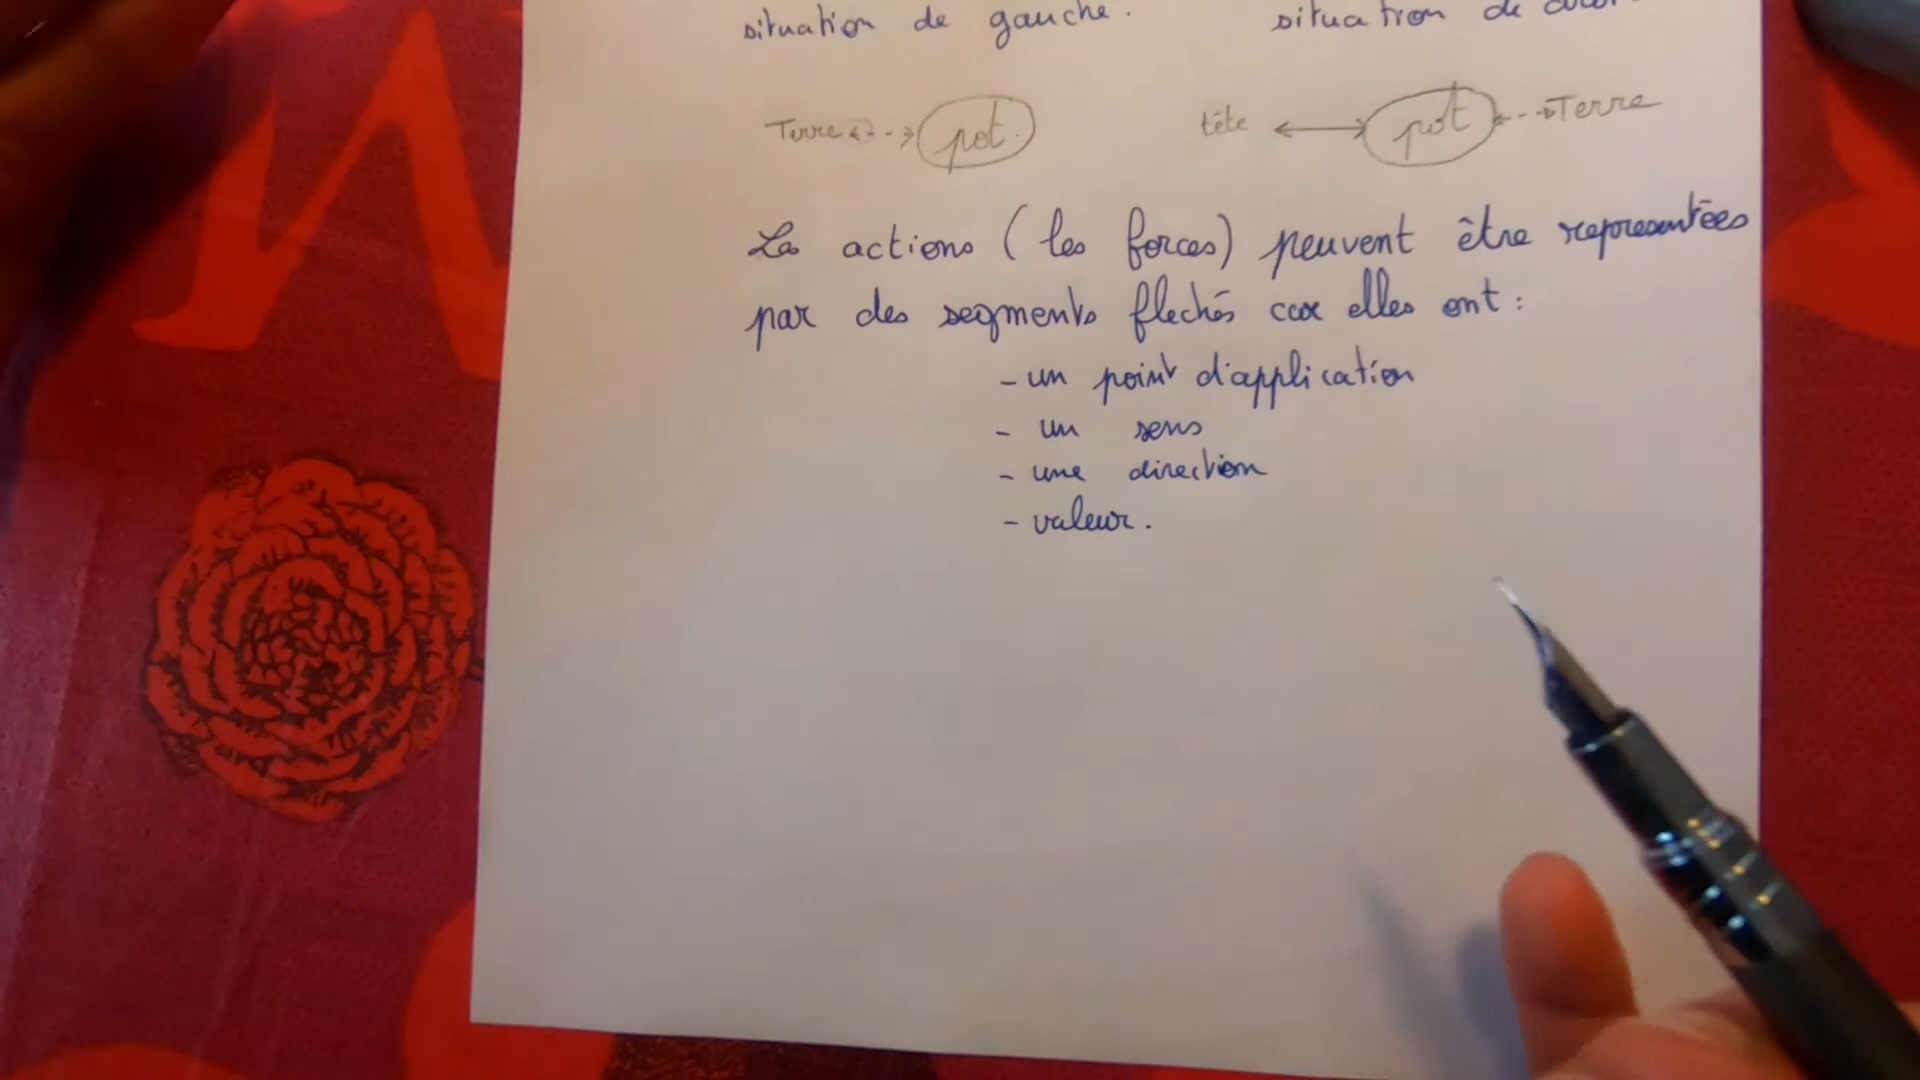 situation de gauche. situation de
Terre pot. tête pot Terre
Les actions (les forces) peuvent être représentées
par des segments flechés car elles ont :
- un point d'application
- un sens
- une direction
- valeur.